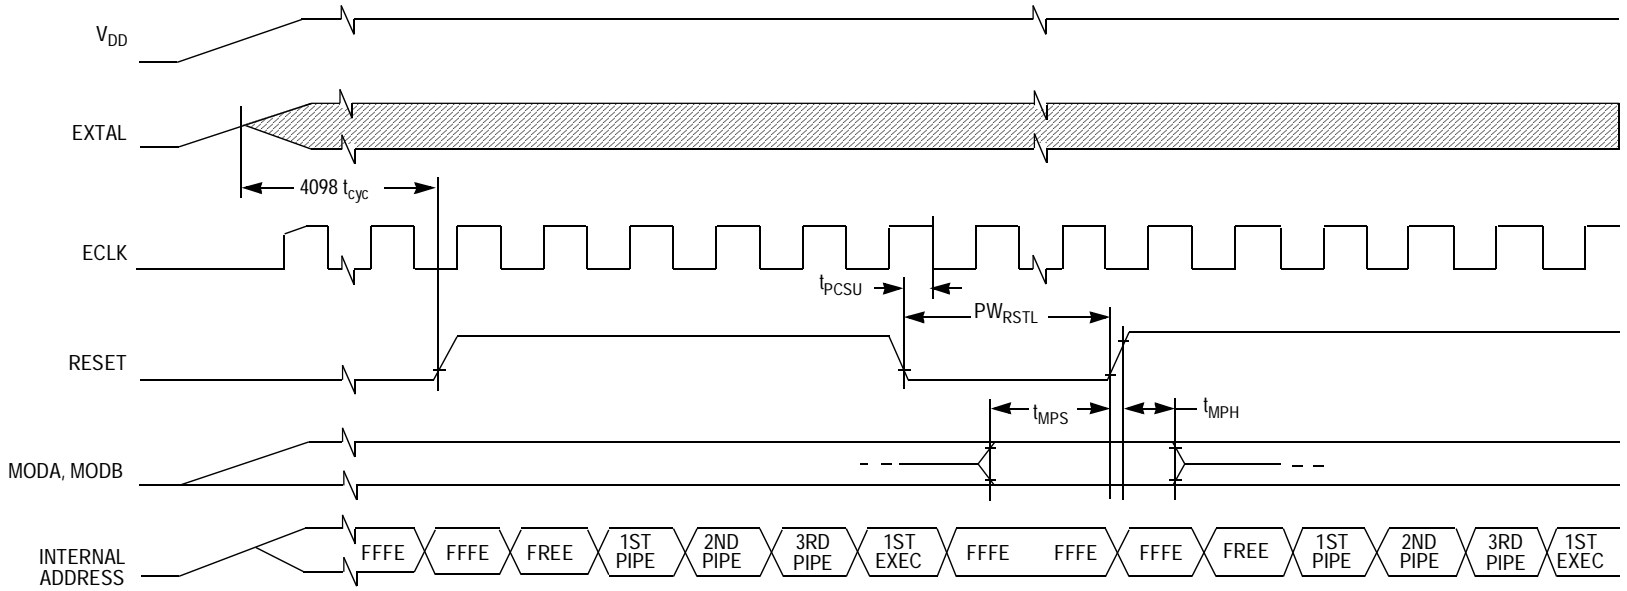 VDD
EXTAL
4098 tcyc
ECLK
tPCSU
PWRSTL
RESET
tMPS
tMPH
MODA, MODB
INTERNAL
ADDRESS
FFFE
FFFE
FREE
1ST
PIPE
2ND
PIPE
3RD
PIPE
1ST
EXEC
FFFE
FFFE
FFFE
FREE
1ST
PIPE
2ND
PIPE
3RD
PIPE
1ST
EXEC